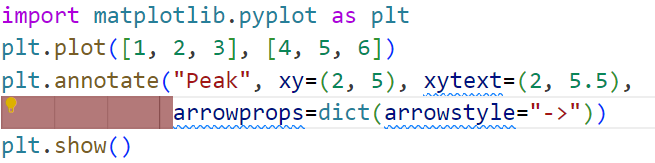 import matplotlib.pyplot as plt
plt.plot([1, 2, 3], [4, 5, 6])
plt.annotate("Peak", xy=(2, 5), xytext=(2, 5.5),
             arrowprops=dict(arrowstyle="->"))
plt.show()